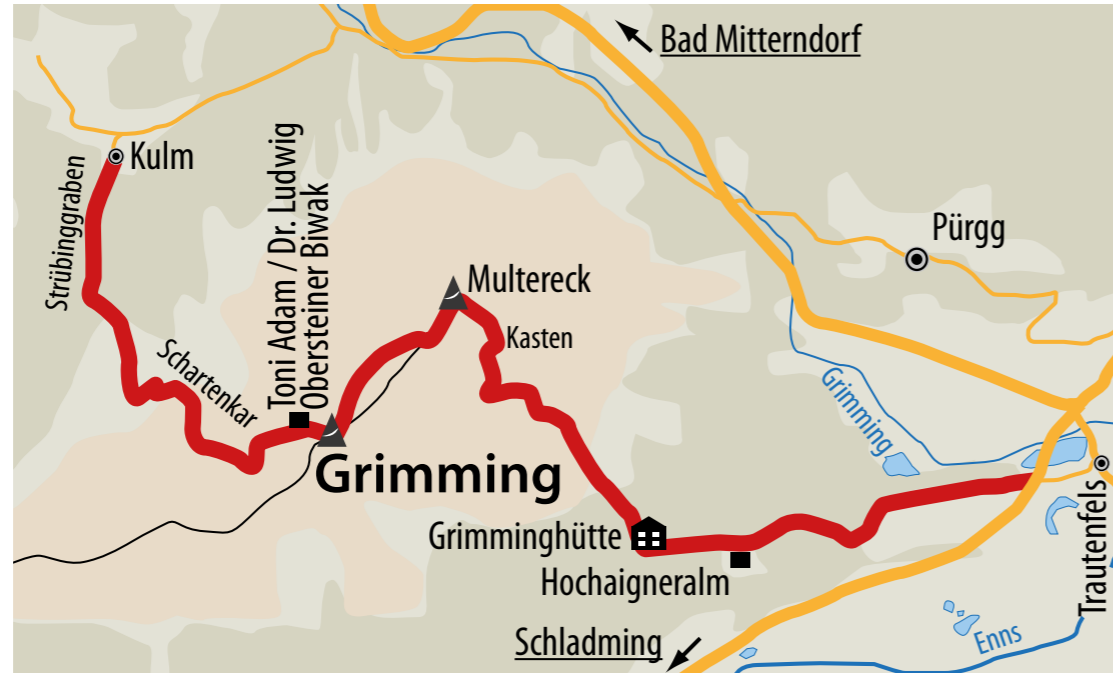 Bad Mitterndorf
Kulm
Strübinggraben
Toni Adam / Dr. Ludwig
Obersteiner Biwak
Pürgg
Multereck
Kasten
Schartenkar
Grimming
Grimming
Trautenfels
Grimminghütte
Hochaigneralm
Schladming
Enns